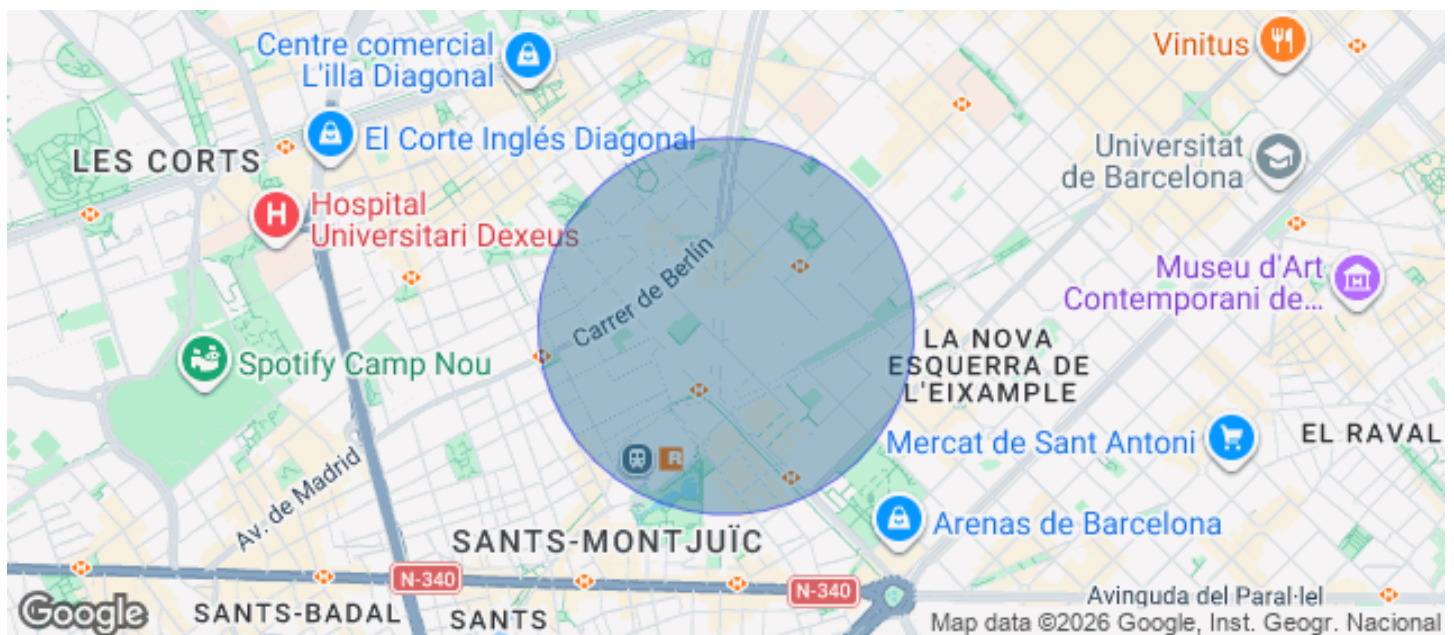 Centre comercial
L'illa Diagonal
Vinitus
El Corte Inglés Diagonal
LES CORTS
Universitat
de Barcelona
Hospital
Universitari Dexeus
Carrer de Berlín
Museu d'Art
Contemporani de...
Spotify Camp Nou
LA NOVA
ESQUERRA DE
L'EIXAMPLE
Mercat de Sant Antoni
EL RAVAL
R
Av. de Madrid
Arenas de Barcelona
SANTS-MONTJUÏC
N-340
N-340
Avinguda del Paral·lel
SANTS-BADAL
SANTS
Google
Map data ©2026 Google, Inst. Geogr. Nacional
H
M